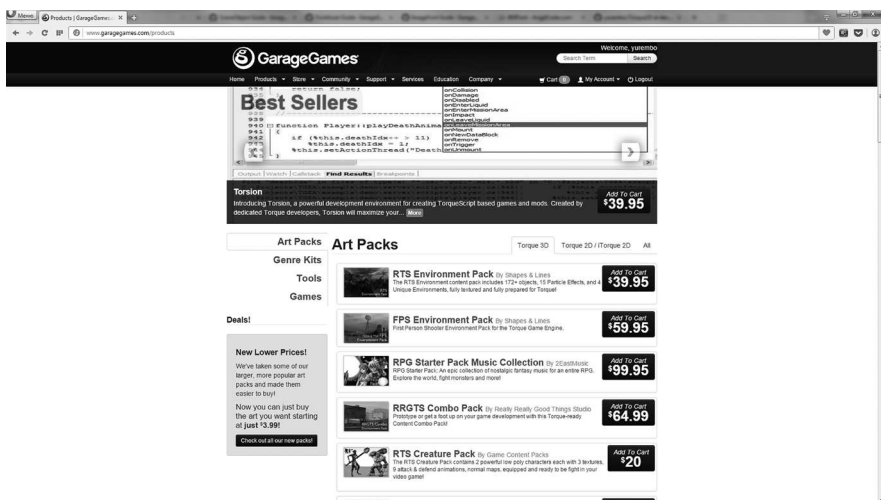 Меню
Products | GarageGames.
www.garagegames.com/products
GarageGames
Welcome, yurembo
Search Term
Search
Home Products Store Community Support Services Education Company Cart 0 My Account Logout
Best Sellers
934 return false;
939
940 function Player::playDeathAnima
941 {
942 if (%this.deathIdx-- > 11)
943 %this.deathIdx = 1;
%this.setActionThread("Death
onCollision
onDamage
onDisabled
onEnterLiquid
onEnterMissionArea
onImpact
onLeaveLiquid
onLeaveMissionArea
onMount
onNewDataBlock
onRemove
onTrigger
onUnmount
Output | Watch | Callstack Find Results | Breakpoints |
Torsion
Introducing Torsion, a powerful development environment for creating TorqueScript based games and mods. Created by
dedicated Torque developers, Torsion will maximize your... More
Add To Cart
$39.95
Art Packs
Genre Kits
Tools
Games
Deals!
New Lower Prices!
We've taken some of our
larger, more popular art
packs and made them
easier to buy!
Now you can just buy
the art you want starting
at just $3.99!
Check out all our new packs!
Art Packs
Torque 3D Torque 2D / iTorque 2D All
RTS Environment Pack By Shapes & Lines
The RTS Environment content pack includes 172+ objects, 15 Particle Effects, and 4
Unique Environments, fully textured and fully prepared for Torque!
Add To Cart
$39.95
FPS Environment Pack By Shapes & Lines
First Person Shooter Environment Pack for the Torque Game Engine.
Add To Cart
$59.95
RPG Starter Pack Music Collection By 2EastMusic
RPG Starter Pack: An epic collection of nostalgic fantasy music for an entire RPG.
Explore the world, fight monsters and more!
Add To Cart
$99.95
RRGTS Combo Pack By Really Really Good Things Studio
Prototype or get a foot up on your game development with this Torque-ready
Content Combo Pack!
Add To Cart
$64.99
RTS Creature Pack By Game Content Packs
The RTS Creature Pack contains 2 powerful low poly characters each with 3 textures,
9 attack & defend animations, normal maps, equipped and ready to be fight in your
video game!
Add To Cart
$20